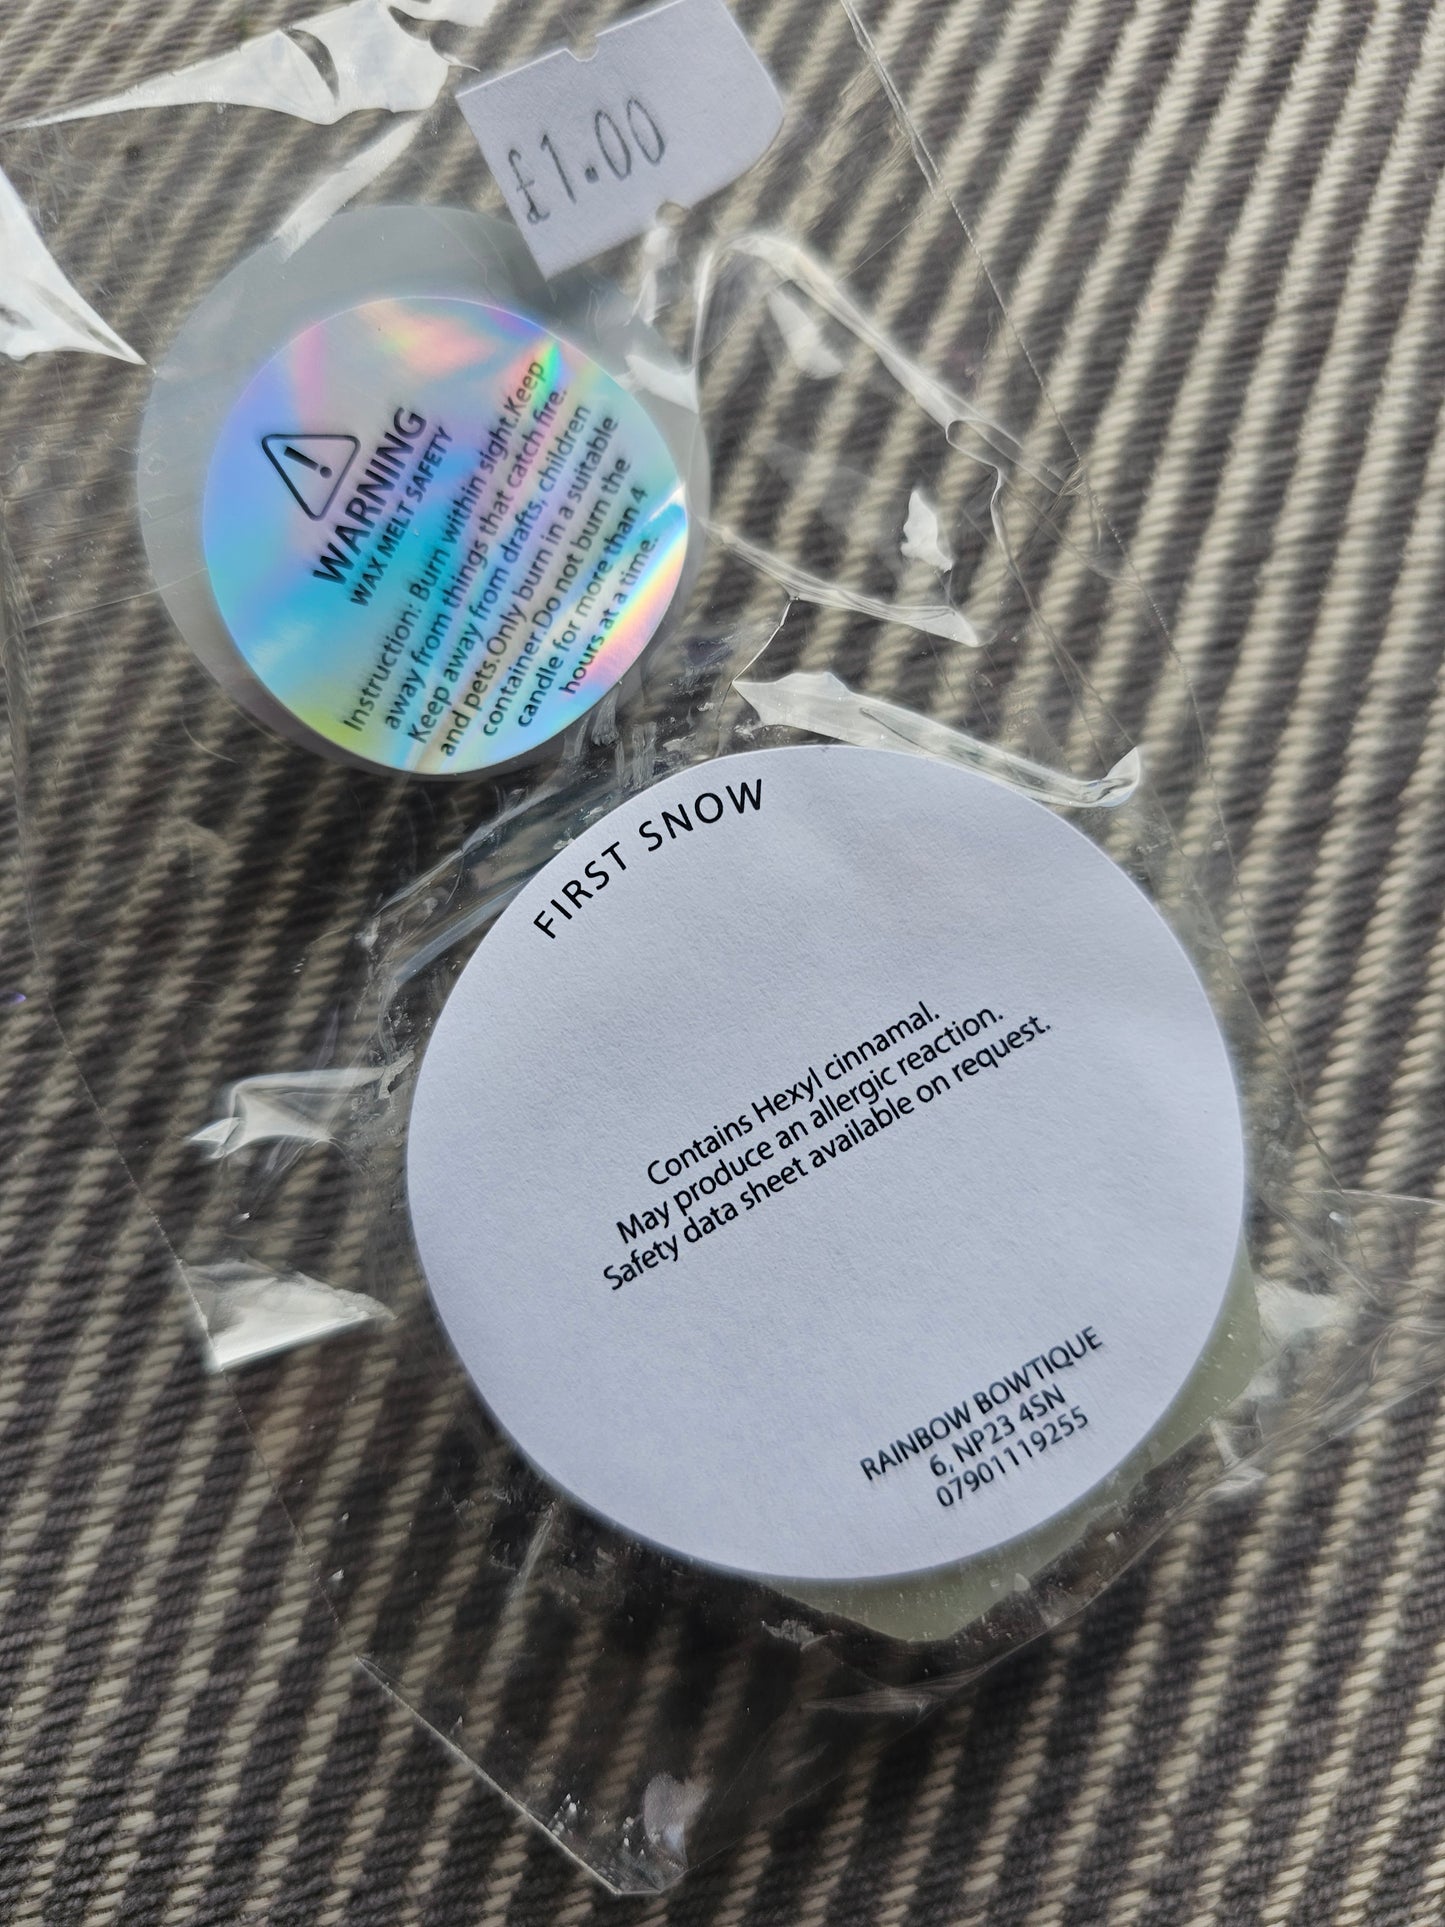 £1.00
WARNING
WAX MELT SAFETY
Instruction: Burn within sight.Keep
away from things that catch fire.
Keep away from drafts, children
and pets.Only burn in a suitable
container.Do not burn the
candle for more than 4
hours at a time.
FIRST SNOW
Contains Hexyl cinnamal.
May produce an allergic reaction.
Safety data sheet available on request.
RAINBOW BOWTIQUE
6, NP23 4SN
07901119255